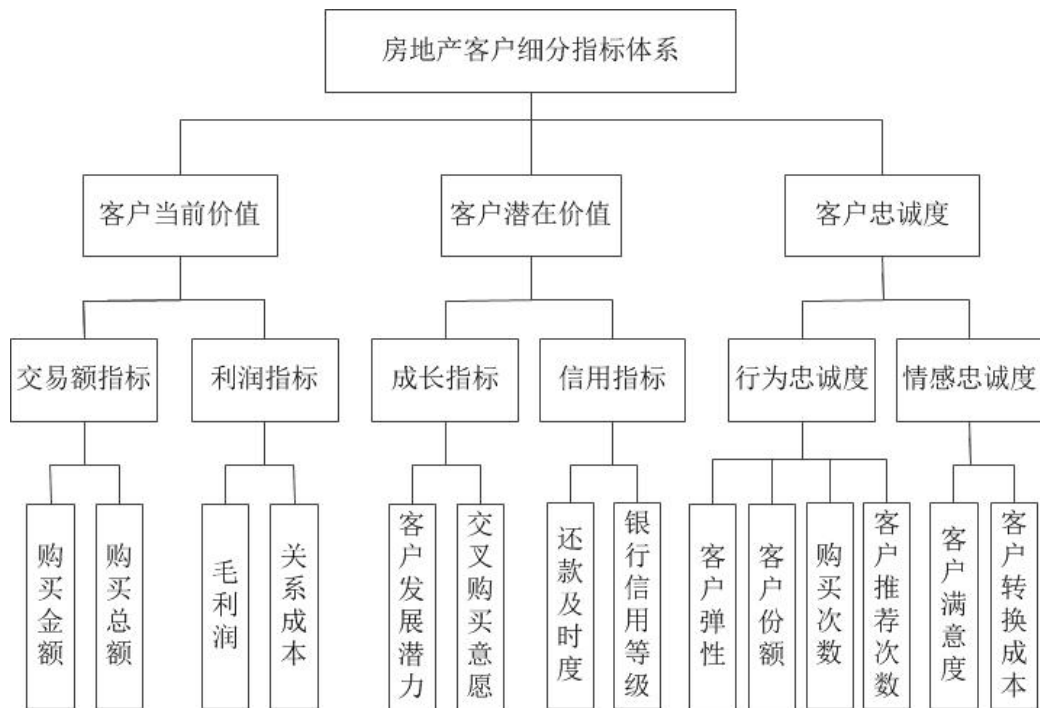 房地产客户细分指标体系
客户当前价值
客户潜在价值
客户忠诚度
交易额指标
利润指标
成长指标
信用指标
行为忠诚度
情感忠诚度
购买金额
购买总额
毛利润
关系成本
客户发展潜力
交叉购买意愿
还款及时度
银行信用等级
客户弹性
客户份额
购买次数
客户推荐次数
客户满意度
客户转换成本